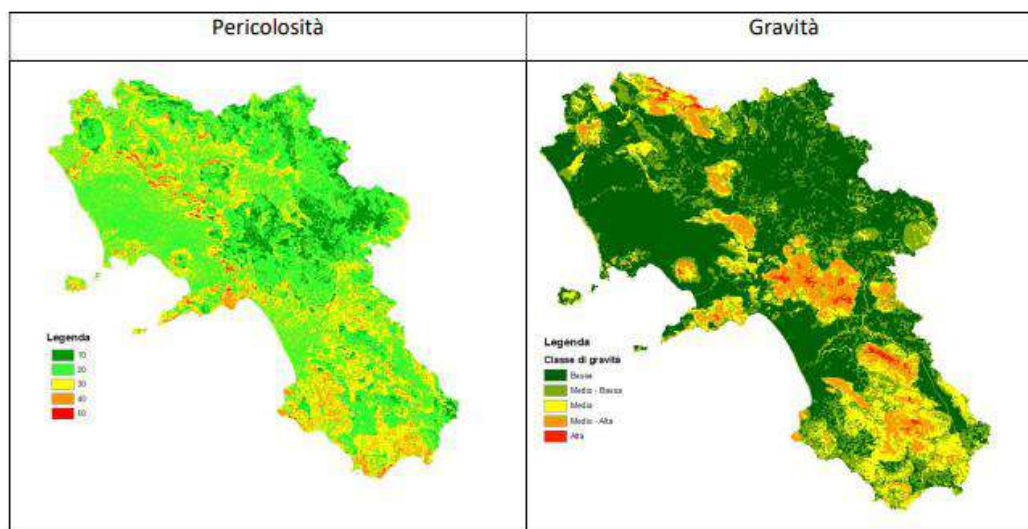 Pericolosità
Gravità
Legenda
10
20
30
40
50
Legenda
Classe di gravità
Bassa
Medio - Bassa
Media
Medio - Alta
Alta